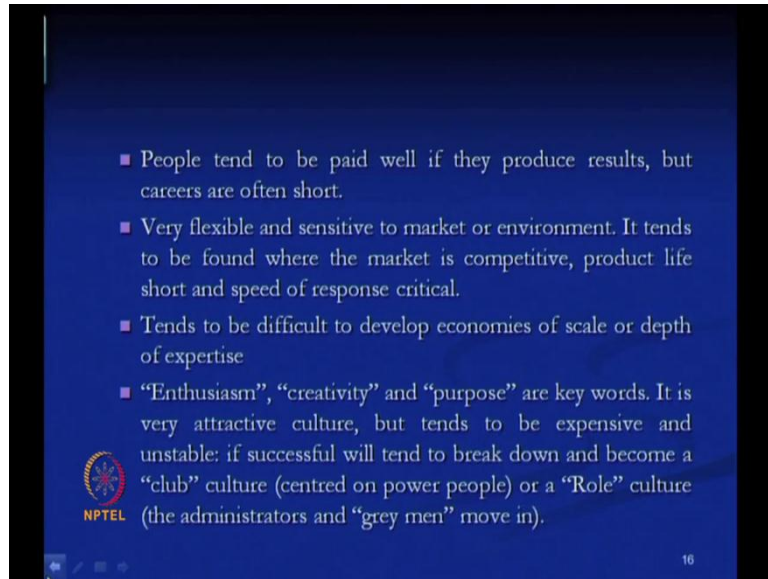 People tend to be paid well if they produce results, but
careers are often short.
Very flexible and sensitive to market or environment. It tends
to be found where the market is competitive, product life
short and speed of response critical.
Tends to be difficult to develop economies of scale or depth
of expertise
“Enthusiasm”, “creativity” and “purpose” are key words. It is
very attractive culture, but tends to be expensive and
unstable: if successful will tend to break down and become a
“club” culture (centred on power people) or a “Role” culture
(the administrators and “grey men” move in).
NPTEL
16